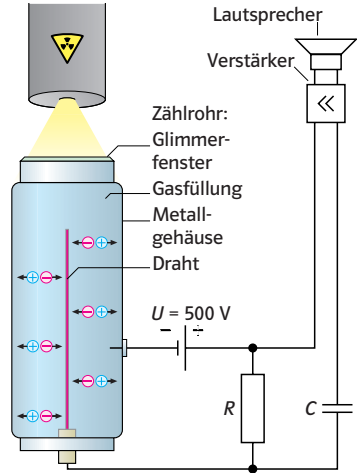 Lautsprecher
Verstärker
Zählrohr:
Glimmer-
fenster
Gasfüllung
Metall-
gehäuse
Draht
U = 500 V
R
C